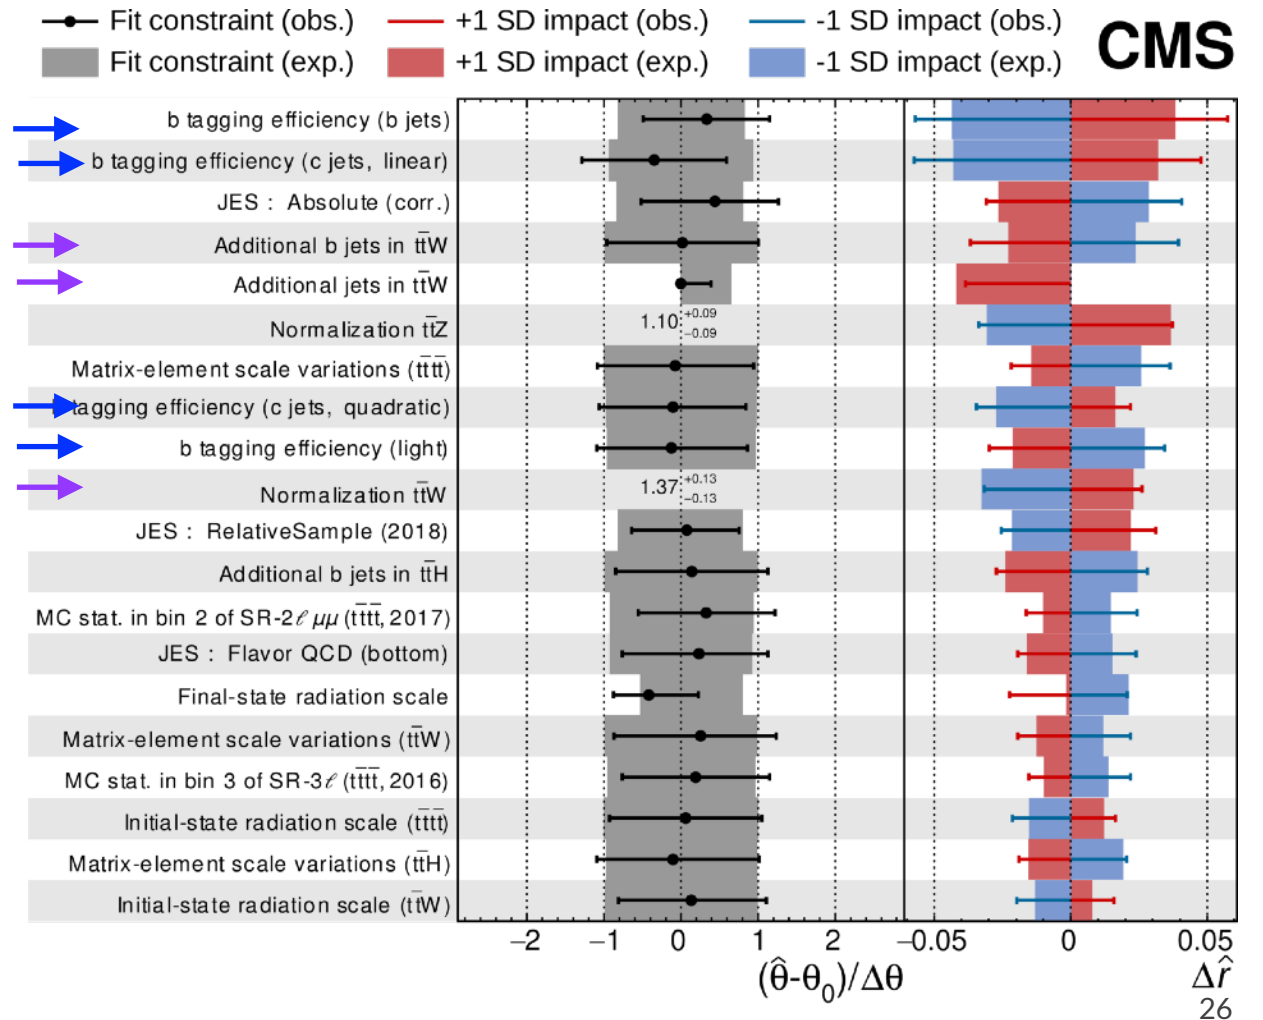 Fit constraint (obs.) +1 SD impact (obs.) -1 SD impact (obs.)
Fit constraint (exp.) +1 SD impact (exp.) -1 SD impact (exp.)
CMS
b tagging efficiency (b jets)
b tagging efficiency (c jets, linear)
JES : Absolute (corr.)
Additional b jets in tt̅W
Additional jets in tt̅W
Normalization tt̅Z 1.10 +0.09 −0.09
Matrix-element scale variations (tt̅tt̅)
tagging efficiency (c jets, quadratic)
b tagging efficiency (light)
Normalization tt̅W 1.37 +0.13 −0.13
JES : RelativeSample (2018)
Additional b jets in tt̅H
MC stat. in bin 2 of SR-2ℓ μμ (tt̅tt̅, 2017)
JES : Flavor QCD (bottom)
Final-state radiation scale
Matrix-element scale variations (tt̅W)
MC stat. in bin 3 of SR-3ℓ (tt̅tt̅, 2016)
Initial-state radiation scale (tt̅tt̅)
Matrix-element scale variations (tt̅H)
Initial-state radiation scale (tt̅W)
−2 −1 0 1 2 −0.05 0 0.05
(θ̂-θ₀)/Δθ Δr̂
26